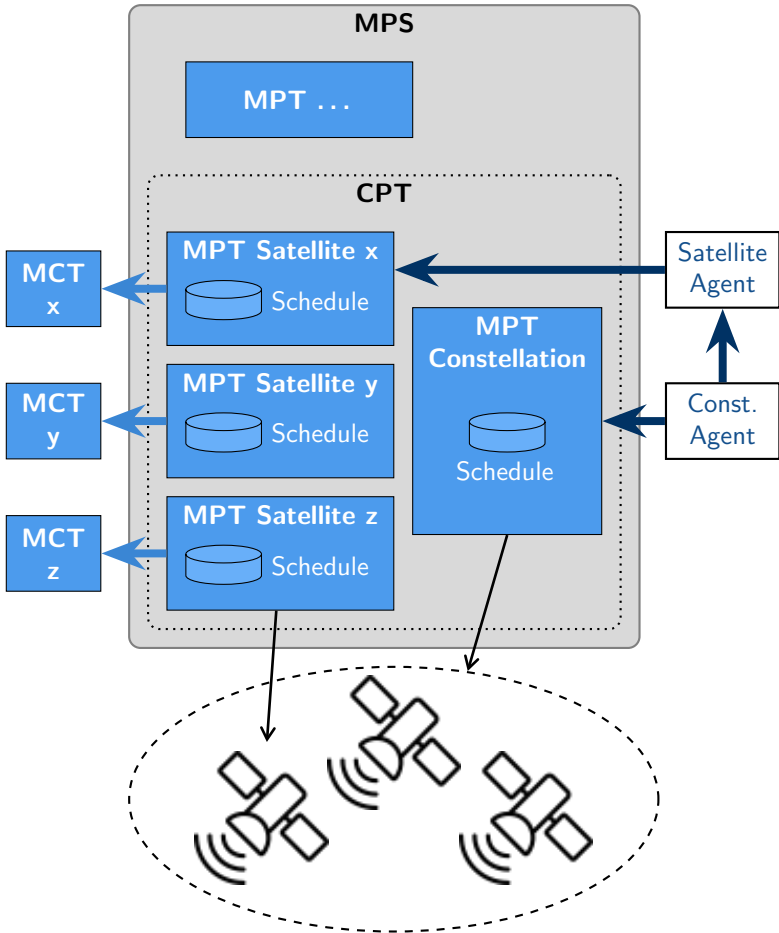 MPS
MPT ...
CPT
MPT Satellite x
Schedule
MCT
x
Satellite
Agent
MPT
Constellation
Schedule
MPT Satellite y
Schedule
MCT
y
Const.
Agent
MPT Satellite z
Schedule
MCT
z